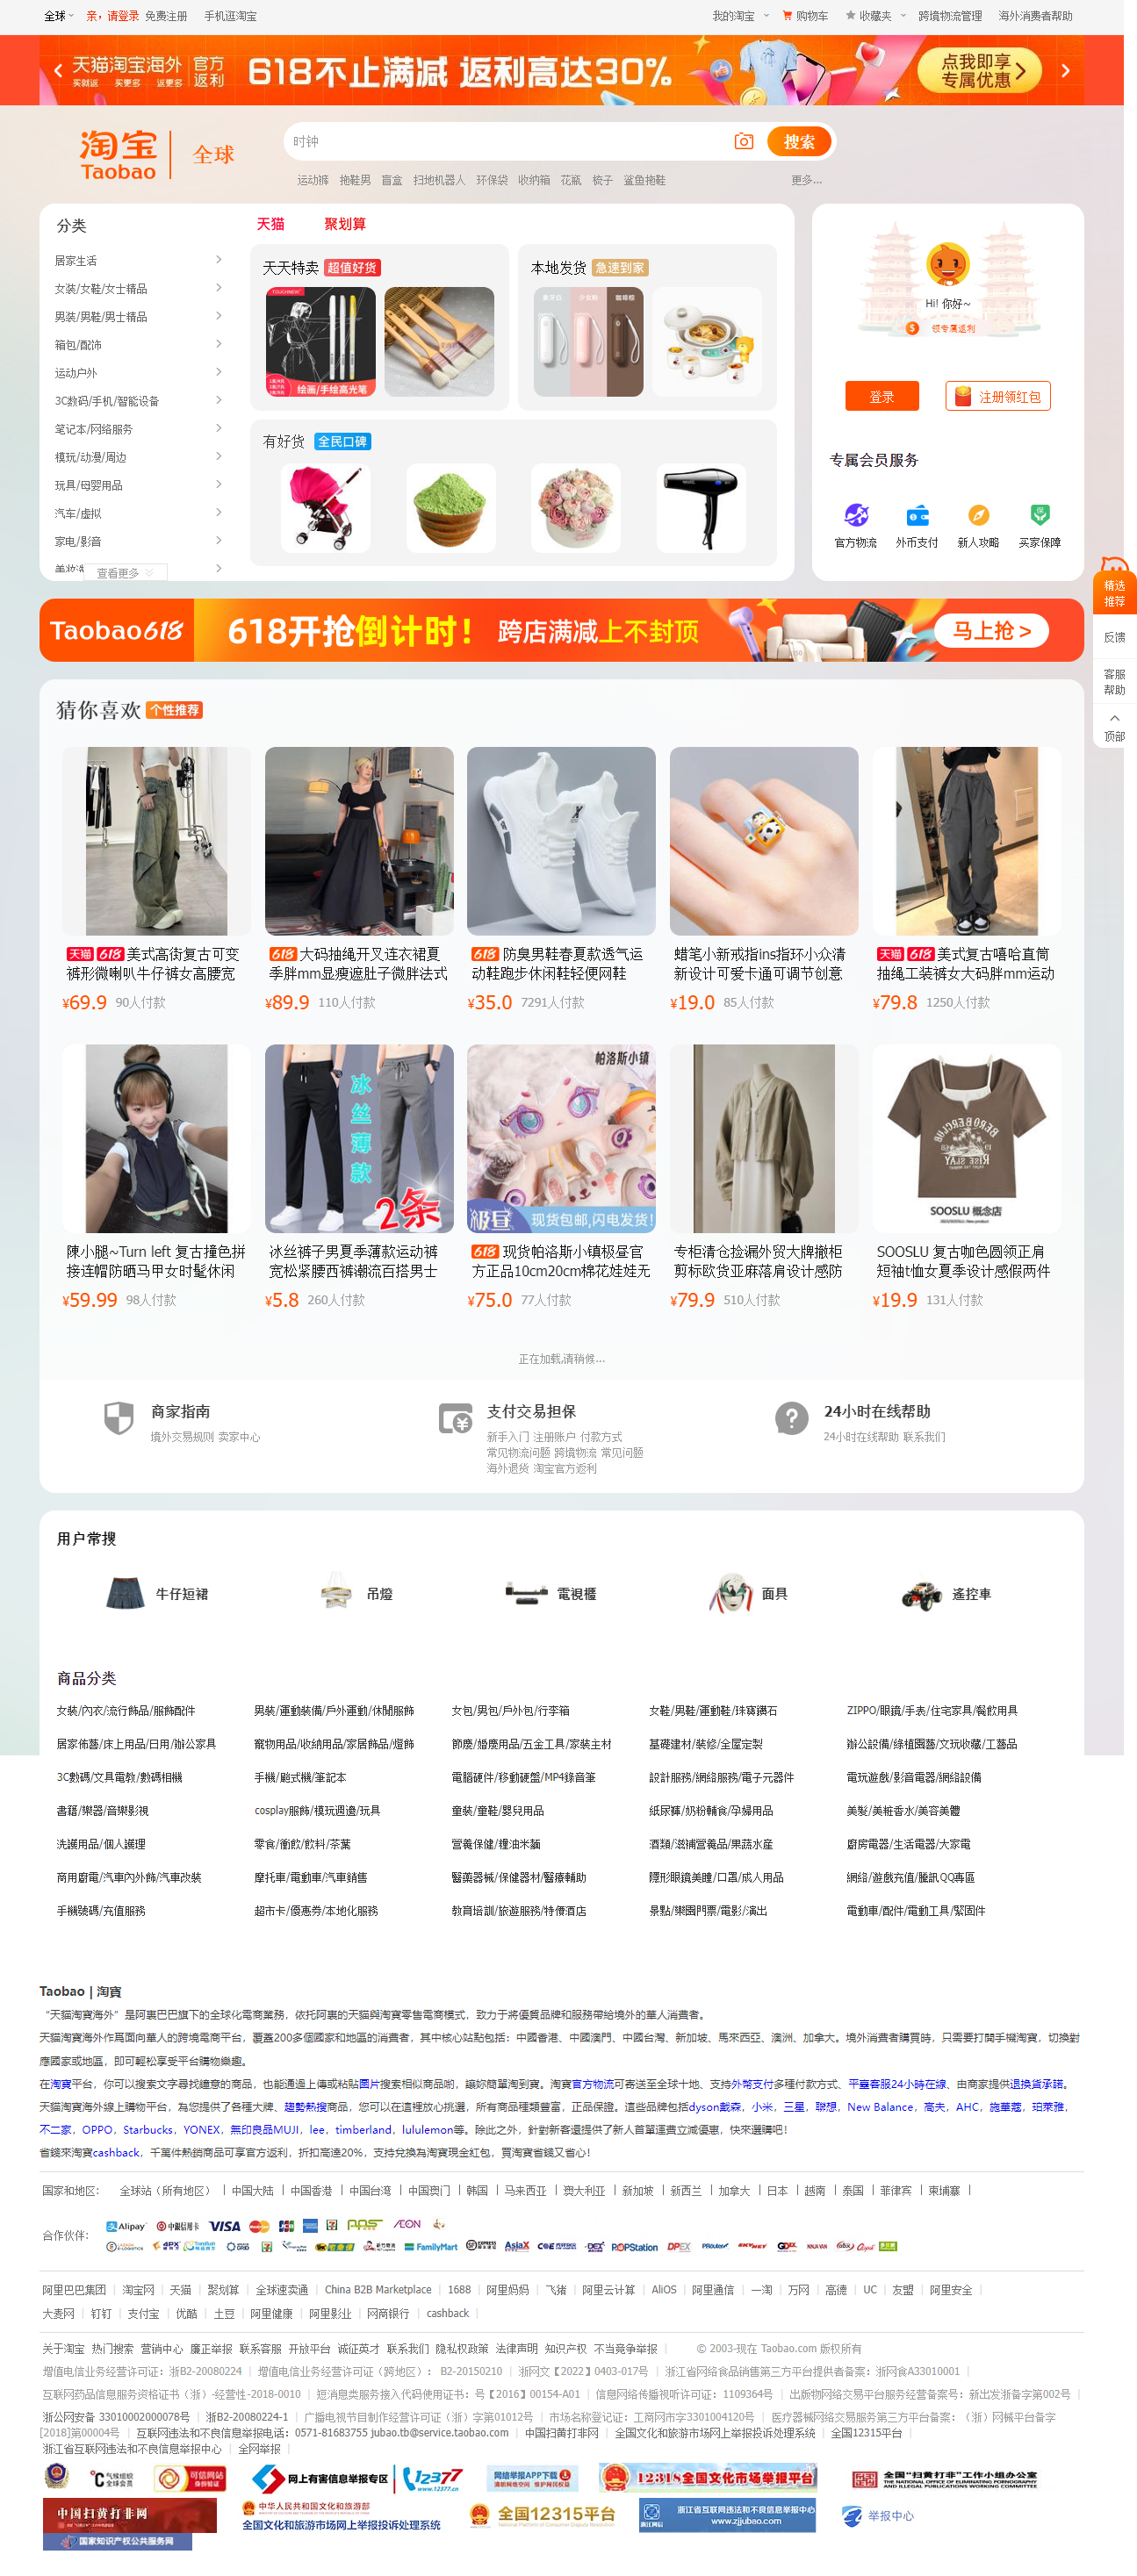 全球 亲，请登录 免费注册 手机逛淘宝 我的淘宝 购物车 收藏夹 跨境物流管理 海外消费者帮助
天猫淘宝海外 官方返利 618不止满减 返利高达30% 点我即享专属优惠
买就返 买更多 返更多
淘宝 Taobao 全球
时钟 搜索
运动裤 拖鞋男 盲盒 扫地机器人 环保袋 收纳箱 花瓶 梳子 鲨鱼拖鞋 更多...
分类
天猫 聚划算
居家生活
女装/女鞋/女士精品
男装/男鞋/男士精品
箱包/配饰
运动户外
3C数码/手机/智能设备
笔记本/网络服务
模玩/动漫/周边
玩具/母婴用品
汽车/虚拟
家电/影音
查看更多
天天特卖 超值好货
绘画/手绘高光笔
本地发货 急速到家
有好货 全民口碑
Hi! 你好~
领专属返利
登录 注册领红包
专属会员服务
官方物流 外币支付 新人攻略 买家保障
精选推荐
反馈
客服帮助
顶部
Taobao618 618开抢倒计时! 跨店满减上不封顶 马上抢 >
猜你喜欢 个性推荐
天猫 618 美式高街复古可变
裤形微喇叭牛仔裤女高腰宽
¥69.9 90人付款
618 大码抽绳开叉连衣裙夏
季胖mm显瘦遮肚子微胖法式
¥89.9 110人付款
618 防臭男鞋春夏款透气运
动鞋跑步休闲鞋轻便网鞋
¥35.0 7291人付款
蜡笔小新戒指ins指环小众清
新设计可爱卡通可调节创意
¥19.0 85人付款
天猫 618 美式复古嘻哈直筒
抽绳工装裤女大码胖mm运动
¥79.8 1250人付款
冰丝薄款
2条
帕洛斯小镇
极昼 现货包邮,闪电发货!
SOOSLU 概念店
陳小腿~Turn left 复古撞色拼
接连帽防晒马甲女时髦休闲
¥59.99 98人付款
冰丝裤子男夏季薄款运动裤
宽松紧腰西裤潮流百搭男士
¥5.8 260人付款
618 现货帕洛斯小镇极昼官
方正品10cm20cm棉花娃娃无
¥75.0 77人付款
专柜清仓捡漏外贸大牌撤柜
剪标欧货亚麻落肩设计感防
¥79.9 510人付款
SOOSLU 复古咖色圆领正肩
短袖t恤女夏季设计感假两件
¥19.9 131人付款
正在加载,请稍候...
商家指南
境外交易规则 卖家中心
支付交易担保
新手入门 注册账户 付款方式
常见物流问题 跨境物流 常见问题
海外退货 淘宝官方返利
24小时在线帮助
24小时在线帮助 联系我们
用户常搜
牛仔短裙 吊燈 電視櫃 面具 遙控車
商品分类
女裝/內衣/流行飾品/服飾配件 男裝/運動裝備/戶外運動/休閒服飾 女包/男包/戶外包/行李箱 女鞋/男鞋/運動鞋/珠寶鑽石 ZIPPO/眼鏡/手表/住宅家具/餐飲用具
居家佈藝/床上用品/日用/辦公家具 寵物用品/收納用品/家居飾品/燈飾 節慶/婚慶用品/五金工具/家裝主材 基礎建材/裝修/全屋定製 辦公設備/綠植園藝/文玩收藏/工藝品
3C數碼/文具電教/數碼相機 手機/颱式機/筆記本 電腦硬件/移動硬盤/MP4錄音筆 設計服務/網絡服務/電子元器件 電玩遊戲/影音電器/網絡設備
書籍/樂器/音樂影視 cosplay服飾/模玩週邊/玩具 童裝/童鞋/嬰兒用品 紙尿褲/奶粉輔食/孕婦用品 美髮/美粧香水/美容美體
洗護用品/個人護理 零食/衝飲/飲料/茶葉 營養保健/糧油米麵 酒類/滋補營養品/果蔬水産 廚房電器/生活電器/大家電
商用廚電/汽車內外飾/汽車改裝 摩托車/電動車/汽車銷售 醫藥器械/保健器材/醫療輔助 隱形眼鏡美瞳/口罩/成人用品 網絡/遊戲充值/騰訊QQ專區
手機號碼/充值服務 超市卡/優惠券/本地化服務 教育培訓/旅遊服務/特價酒店 景點/樂園門票/電影/演出 電動車/配件/電動工具/緊固件
Taobao | 淘寶
“天貓淘寶海外”是阿裏巴巴旗下的全球化電商業務，依托阿裏的天貓與淘寶零售電商模式，致力于將優質品牌和服務帶給境外的華人消費者。
天貓淘寶海外作爲面向華人的跨境電商平台，覆蓋200多個國家和地區的消費者，其中核心站點包括：中國香港、中國澳門、中國台灣、新加坡、馬來西亞、澳洲、加拿大。境外消費者購買時，只需要打開手機淘寶，切換對
應國家或地區，即可輕松享受平台購物樂趣。
在淘寶平台，你可以搜索文字尋找鐘意的商品，也能通過上傳或粘貼圖片搜索相似商品喲，讓妳簡單淘到寶。淘寶官方物流可寄送至全球十地、支持外幣支付多種付款方式、平臺客服24小時在線、由商家提供退換貨承諾。
天貓淘寶海外線上購物平台，為您提供了各種大牌、趨勢熱搜商品，您可以在這裡放心挑選，所有商品種類豐富，正品保證。這些品牌包括dyson戴森，小米，三星，聯想，New Balance，高夫，AHC，施華蔻，珀萊雅，
不二家，OPPO，Starbucks，YONEX，無印良品MUJI，lee，timberland，lululemon等。除此之外，針對新客還提供了新人首單運費立減優惠，快來選購吧！
省錢來淘寶cashback，千萬件熱銷商品可享官方返利，折扣高達20%，支持兌換為淘寶現金紅包，買淘寶省錢又省心！
国家和地区： 全球站（所有地区） | 中国大陆 | 中国香港 | 中国台湾 | 中国澳门 | 韩国 | 马来西亚 | 澳大利亚 | 新加坡 | 新西兰 | 加拿大 | 日本 | 越南 | 泰国 | 菲律宾 | 柬埔寨 |
合作伙伴： Alipay VISA AEON
FamilyMart AsiaX POPStation DPEX
阿里巴巴集团 | 淘宝网 | 天猫 | 聚划算 | 全球速卖通 | China B2B Marketplace | 1688 | 阿里妈妈 | 飞猪 | 阿里云计算 | AliOS | 阿里通信 | 一淘 | 万网 | 高德 | UC | 友盟 | 阿里安全 |
大麦网 | 钉钉 | 支付宝 | 优酷 | 土豆 | 阿里健康 | 阿里影业 | 网商银行 | cashback |
关于淘宝 热门搜索 营销中心 廉正举报 联系客服 开放平台 诚征英才 联系我们 隐私权政策 法律声明 知识产权 不当竞争举报 | © 2003-现在 Taobao.com 版权所有
增值电信业务经营许可证：浙B2-20080224 | 增值电信业务经营许可证（跨地区）： B2-20150210 | 浙网文【2022】0403-017号 | 浙江省网络食品销售第三方平台提供者备案：浙网食A33010001 |
互联网药品信息服务资格证书（浙）-经营性-2018-0010 | 短消息类服务接入代码使用证书：号【2016】00154-A01 | 信息网络传播视听许可证：1109364号 | 出版物网络交易平台服务经营备案号：新出发浙备字第002号 |
浙公网安备 33010002000078号 | 浙B2-20080224-1 | 广播电视节目制作经营许可证（浙）字第01012号 | 市场名称登记证：工商网市字3301004120号 | 医疗器械网络交易服务第三方平台备案：（浙）网械平台备字
[2018]第00004号 | 互联网违法和不良信息举报电话：0571-81683755 jubao.tb@service.taobao.com | 中国扫黄打非网 | 全国文化和旅游市场网上举报投诉处理系统 | 全国12315平台 |
浙江省互联网违法和不良信息举报中心 | 全网举报 |
气候组织全球会员 可信网站 身份验证 网上有害信息举报专区 12377 网络举报APP下载 12318全国文化市场举报平台 全国“扫黄打非”工作小组办公室
中国扫黄打非网 中华人民共和国文化和旅游部 全国文化和旅游市场网上举报投诉处理系统 全国12315平台 浙江省互联网违法和不良信息举报中心 www.zjjubao.com 举报中心
国家知识产权公共服务网